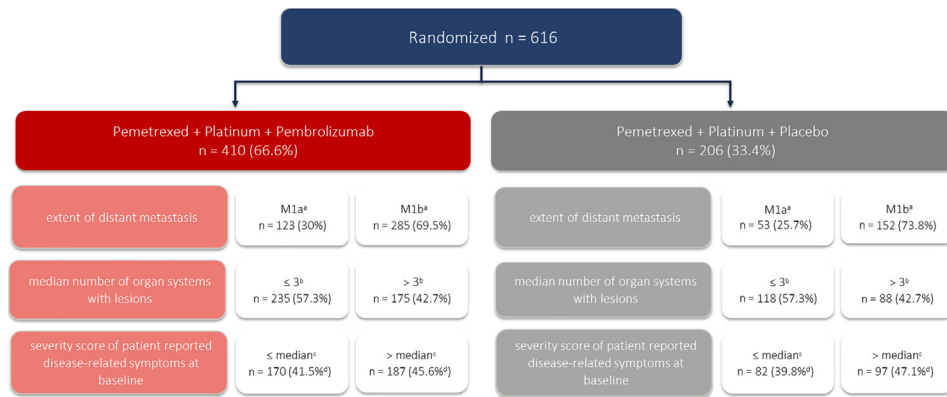 Randomized n = 616
Pemetrexed + Platinum + Pembrolizumab
n = 410 (66.6%)
Pemetrexed + Platinum + Placebo
n = 206 (33.4%)
extent of distant metastasis
M1aᵃ
n = 123 (30%)
M1bᵃ
n = 285 (69.5%)
extent of distant metastasis
M1aᵃ
n = 53 (25.7%)
M1bᵃ
n = 152 (73.8%)
median number of organ systems
with lesions
≤ 3ᵇ
n = 235 (57.3%)
> 3ᵇ
n = 175 (42.7%)
median number of organ systems
with lesions
≤ 3ᵇ
n = 118 (57.3%)
> 3ᵇ
n = 88 (42.7%)
severity score of patient reported
disease-related symptoms at
baseline
≤ medianᶜ
n = 170 (41.5%ᵈ)
> medianᶜ
n = 187 (45.6%ᵈ)
severity score of patient reported
disease-related symptoms at
baseline
≤ medianᶜ
n = 82 (39.8%ᵈ)
> medianᶜ
n = 97 (47.1%ᵈ)